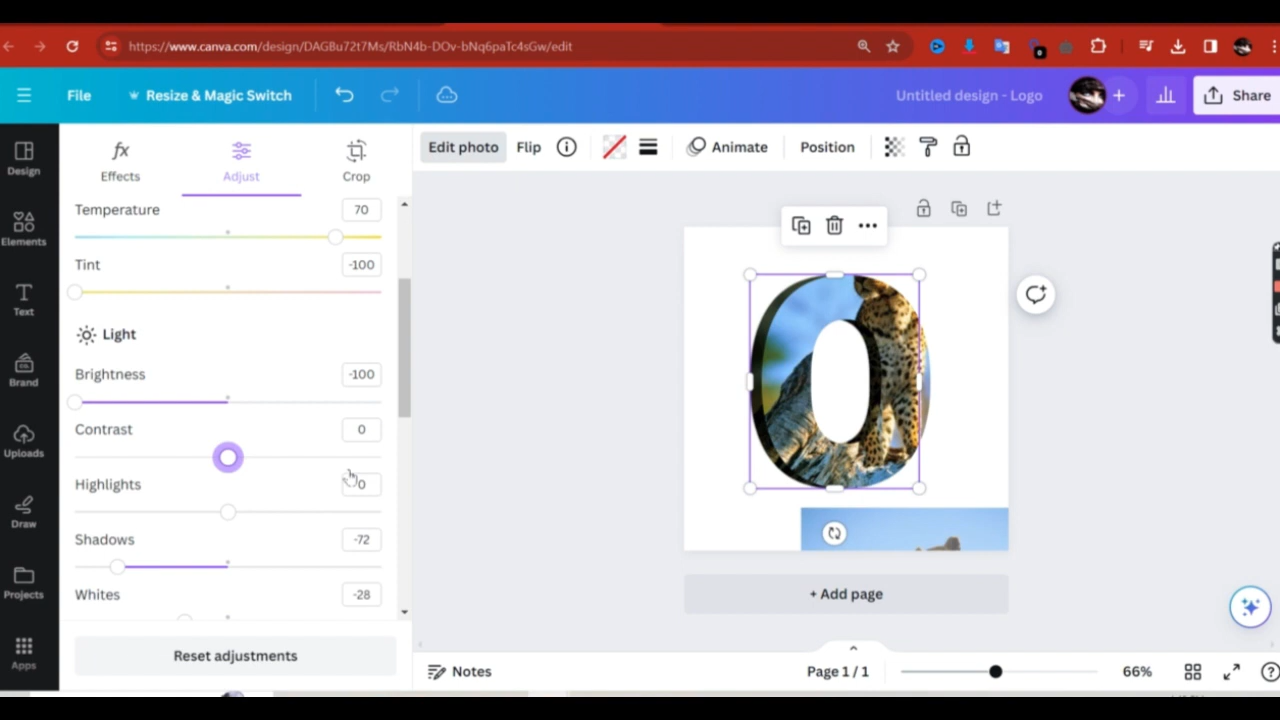 https://www.canva.com/design/DAGBu72t7Ms/RbN4b-DOv-bNq6paTc4sGw/edit
File
Resize & Magic Switch
Untitled design - Logo
Share
Design
Elements
Text
Brand
Uploads
Draw
Projects
Apps
fx
Effects
Adjust
Crop
Edit photo
Flip
Animate
Position
Temperature
70
Tint
-100
Light
Brightness
-100
Contrast
0
Highlights
0
Shadows
-72
Whites
-28
Reset adjustments
O
+ Add page
Notes
Page 1 / 1
66%